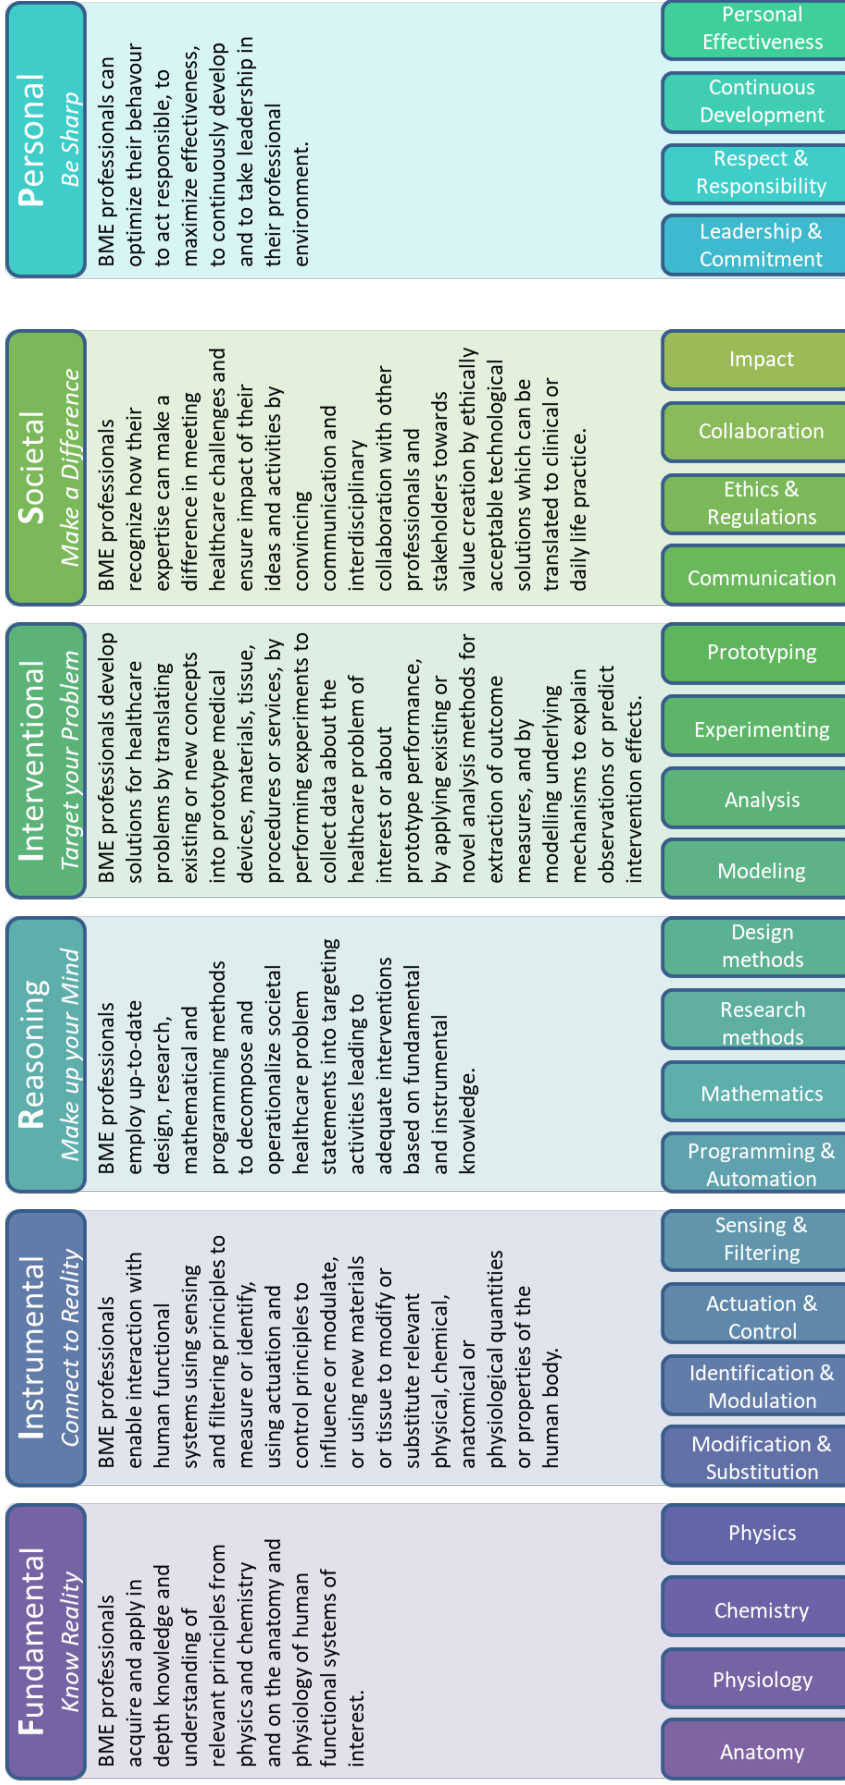 Personal
Be Sharp
BME professionals can
optimize their behavour
to act responsible, to
maximize effectiveness,
to continuously develop
and to take leadership in
their professional
environment.
Personal
Effectiveness
Continuous
Development
Respect &
Responsibility
Leadership &
Commitment
Societal
Make a Difference
BME professionals
recognize how their
expertise can make a
difference in meeting
healthcare challenges and
ensure impact of their
ideas and activities by
convincing
communication and
interdisciplinary
collaboration with other
professionals and
stakeholders towards
value creation by ethically
acceptable technological
solutions which can be
translated to clinical or
daily life practice.
Impact
Collaboration
Ethics &
Regulations
Communication
Interventional
Target your Problem
BME professionals develop
solutions for healthcare
problems by translating
existing or new concepts
into prototype medical
devices, materials, tissue,
procedures or services, by
performing experiments to
collect data about the
healthcare problem of
interest or about
prototype performance,
by applying existing or
novel analysis methods for
extraction of outcome
measures, and by
modelling underlying
mechanisms to explain
observations or predict
intervention effects.
Prototyping
Experimenting
Analysis
Modeling
Reasoning
Make up your Mind
BME professionals
employ up-to-date
design, research,
mathematical and
programming methods
to decompose and
operationalize societal
healthcare problem
statements into targeting
activities leading to
adequate interventions
based on fundamental
and instrumental
knowledge.
Design
methods
Research
methods
Mathematics
Programming &
Automation
Instrumental
Connect to Reality
BME professionals
enable interaction with
human functional
systems using sensing
and filtering principles to
measure or identify,
using actuation and
control principles to
influence or modulate,
or using new materials
or tissue to modify or
substitute relevant
physical, chemical,
anatomical or
physiological quantities
or properties of the
human body.
Sensing &
Filtering
Actuation &
Control
Identification &
Modulation
Modification &
Substitution
Fundamental
Know Reality
BME professionals
acquire and apply in
depth knowledge and
understanding of
relevant principles from
physics and chemistry
and on the anatomy and
physiology of human
functional systems of
interest.
Physics
Chemistry
Physiology
Anatomy